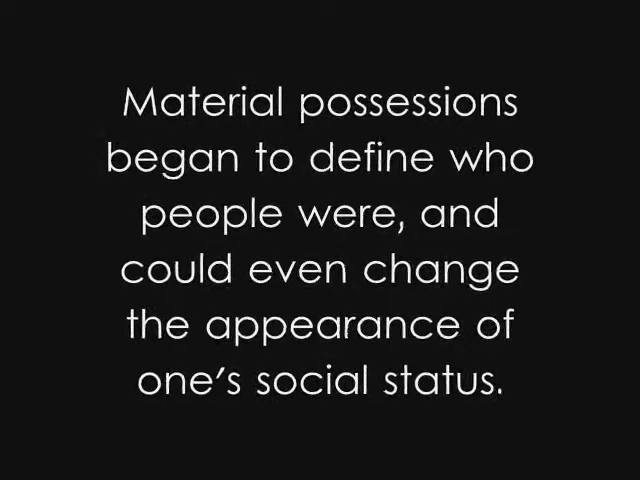 Material possessions
began to define who
people were, and
could even change
the appearance of
one's social status.